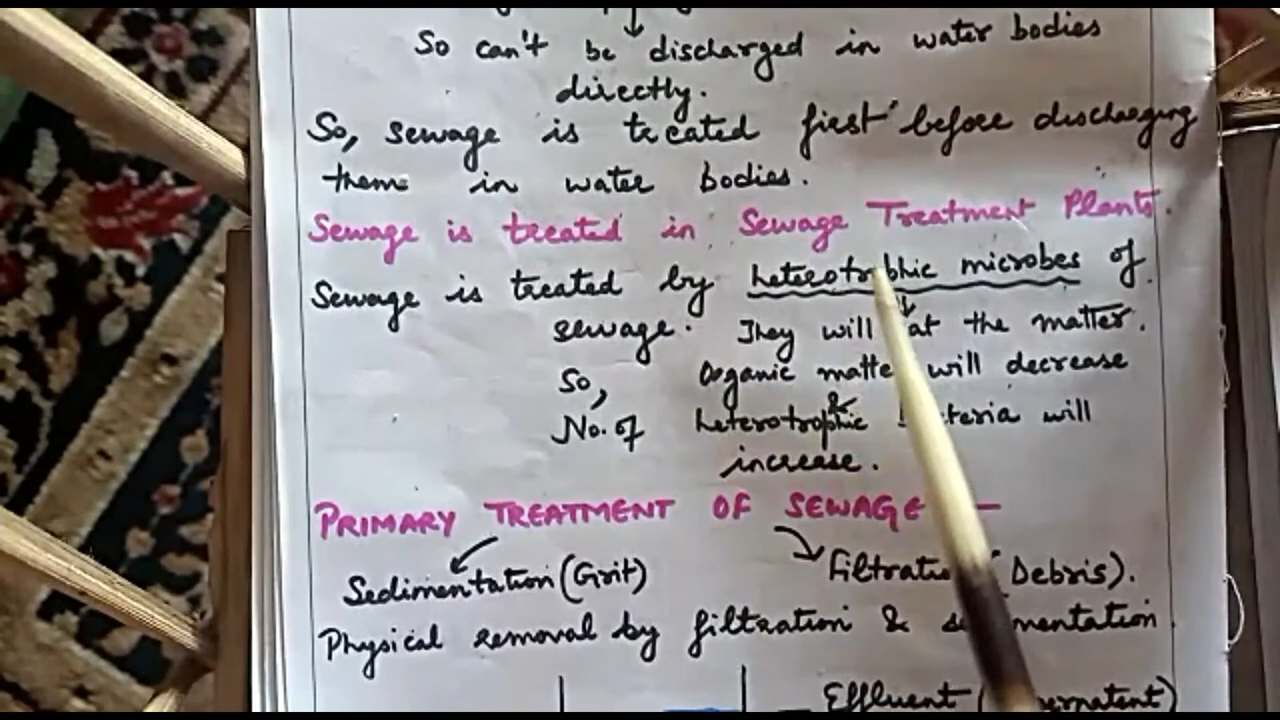 So can't be discharged in water bodies
directly.
So, sewage is treated first before discharging
them in water bodies.
Sewage is treated in Sewage Treatment Plants.
Sewage is treated by heterotrophic microbes of
sewage. They will eat the matter.
So, Organic matter will decrease
&
No. of heterotrophic bacteria will
increase.
PRIMARY TREATMENT OF SEWAGE —
Sedimentation (Grit) Filtration (Debris).
Physical removal by filtration & sedimentation.
Effluent (Supernatent)